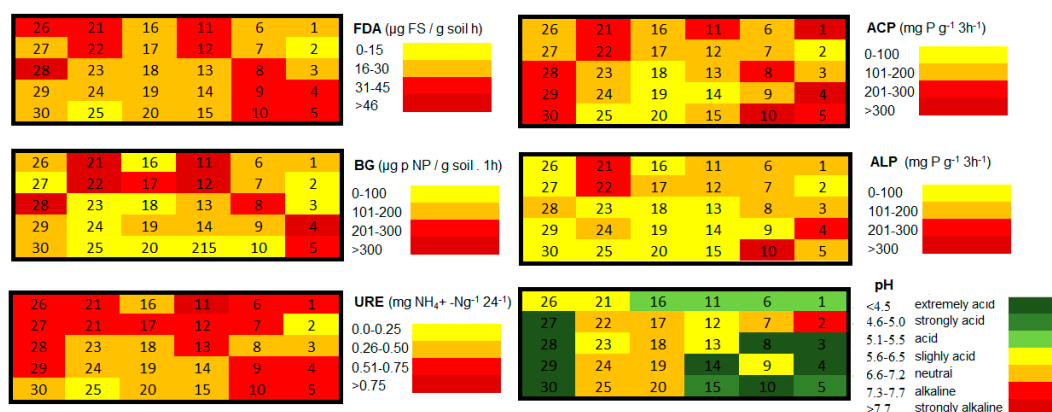 26 21 16 11 6 1
27 22 17 12 7 2
28 23 18 13 8 3
29 24 19 14 9 4
30 25 20 15 10 5
FDA (µg FS / g soil h)
0-15
16-30
31-45
>46
26 21 16 11 6 1
27 22 17 12 7 2
28 23 18 13 8 3
29 24 19 14 9 4
30 25 20 15 10 5
ACP (mg P g⁻¹ 3h⁻¹)
0-100
101-200
201-300
>300
26 21 16 11 6 1
27 22 17 12 7 2
28 23 18 13 8 3
29 24 19 14 9 4
30 25 20 215 10 5
BG (µg p NP / g soil . 1h)
0-100
101-200
201-300
>300
26 21 16 11 6 1
27 22 17 12 7 2
28 23 18 13 8 3
29 24 19 14 9 4
30 25 20 15 10 5
ALP (mg P g⁻¹ 3h⁻¹)
0-100
101-200
201-300
>300
26 21 16 11 6 1
27 22 17 12 7 2
28 23 18 13 8 3
29 24 19 14 9 4
30 25 20 15 10 5
URE (mg NH₄+ -Ng⁻¹ 24⁻¹)
0.0-0.25
0.26-0.50
0.51-0.75
>0.75
26 21 16 11 6 1
27 22 17 12 7 2
28 23 18 13 8 3
29 24 19 14 9 4
30 25 20 15 10 5
pH
<4.5 extremely acid
4.6-5.0 strongly acid
5.1-5.5 acid
5.6-6.5 slighly acid
6.6-7.2 neutral
7.3-7.7 alkaline
>7.7 strongly alkaline